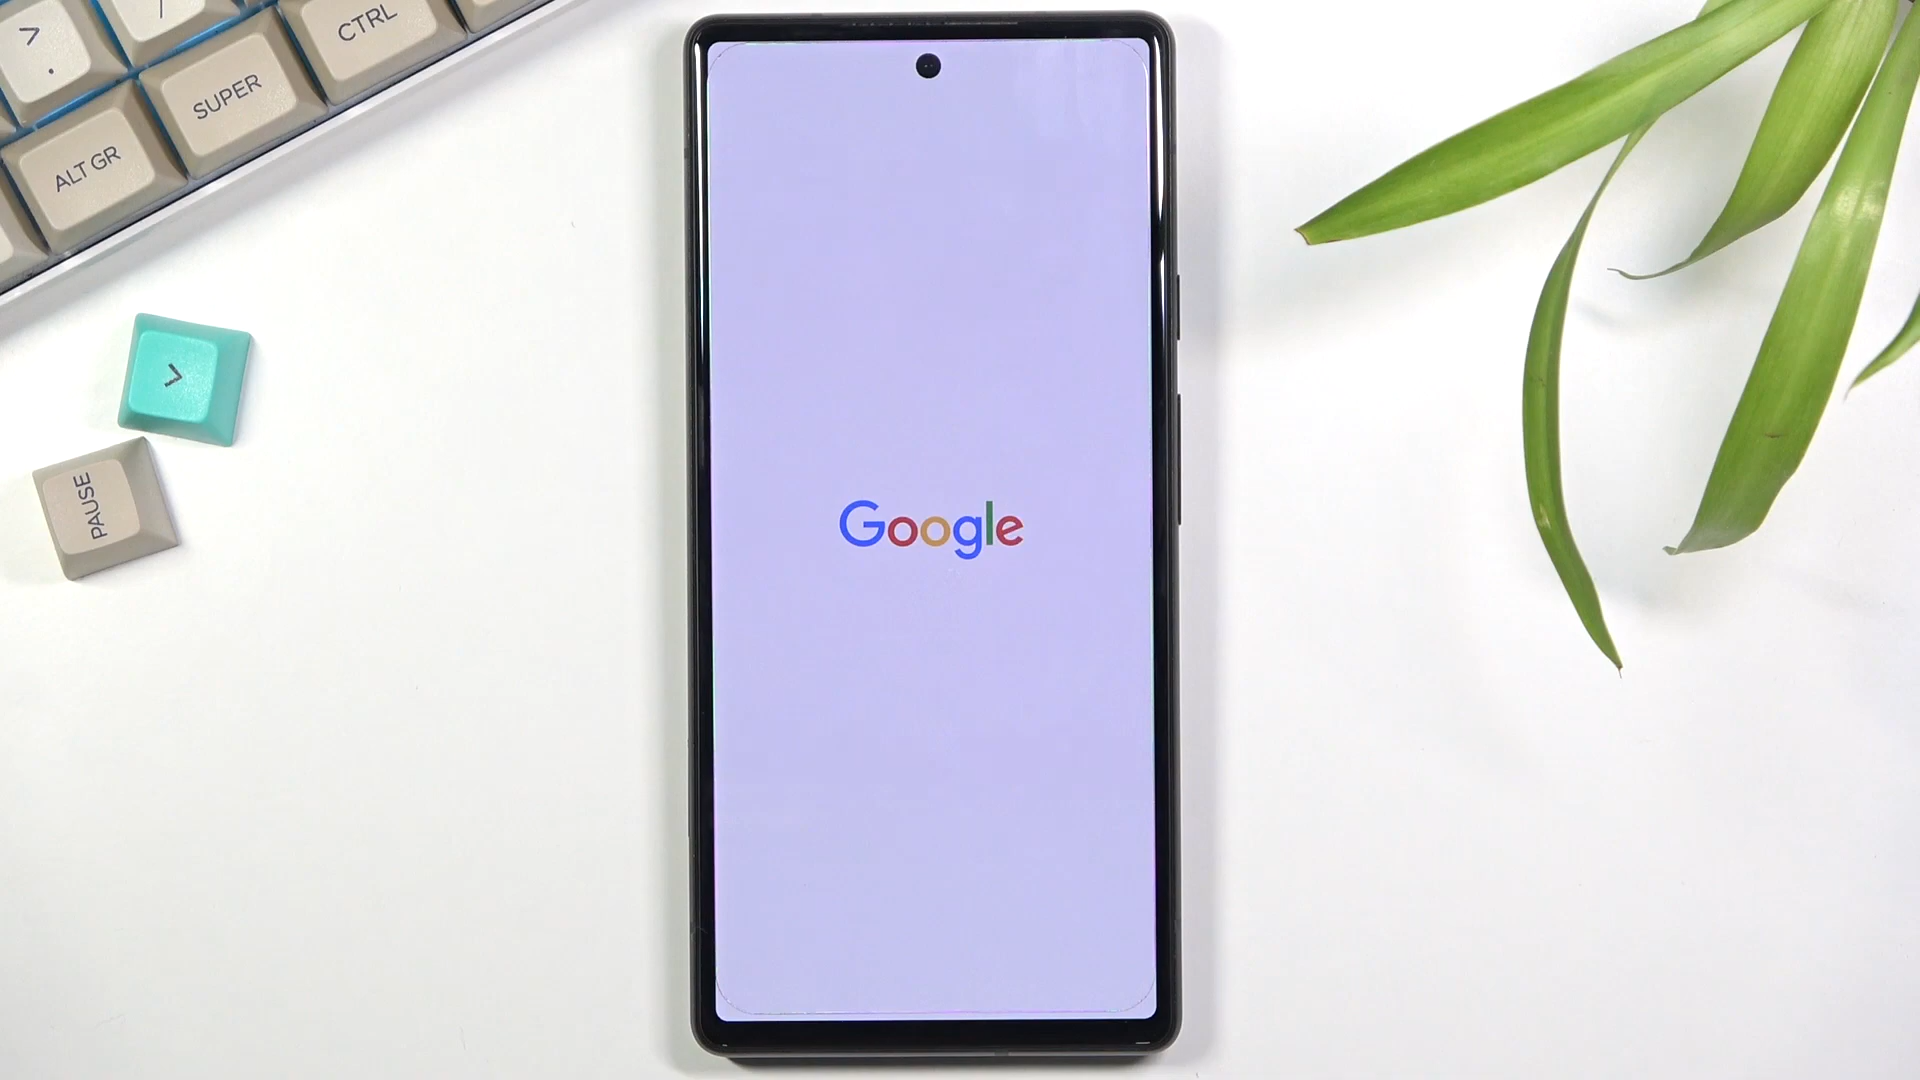 >
.
/
CTRL
SUPER
ALT GR
>
PAUSE
Google